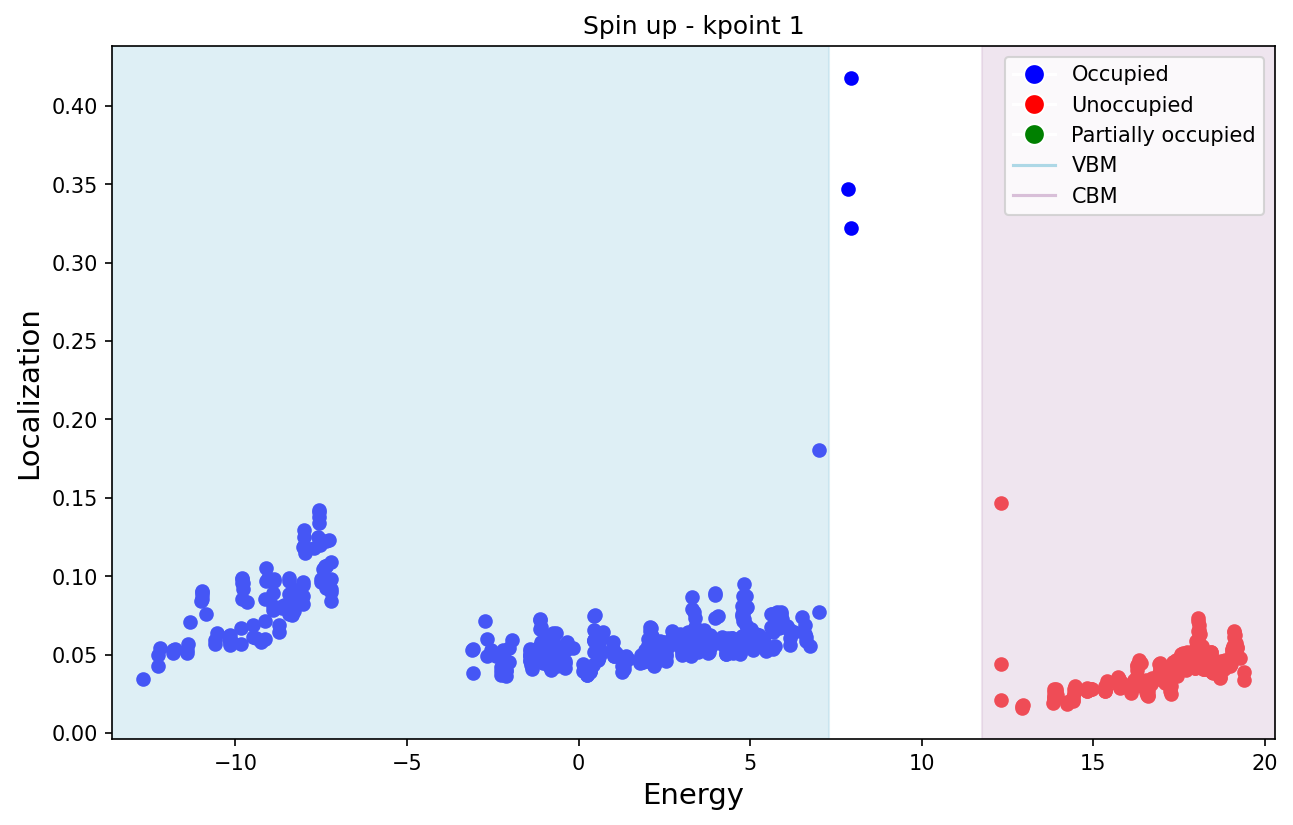 Spin up - kpoint 1
Localization
0.40
0.35
0.30
0.25
0.20
0.15
0.10
0.05
0.00
Occupied
Unoccupied
Partially occupied
VBM
CBM
−10
−5
0
5
10
15
20
Energy